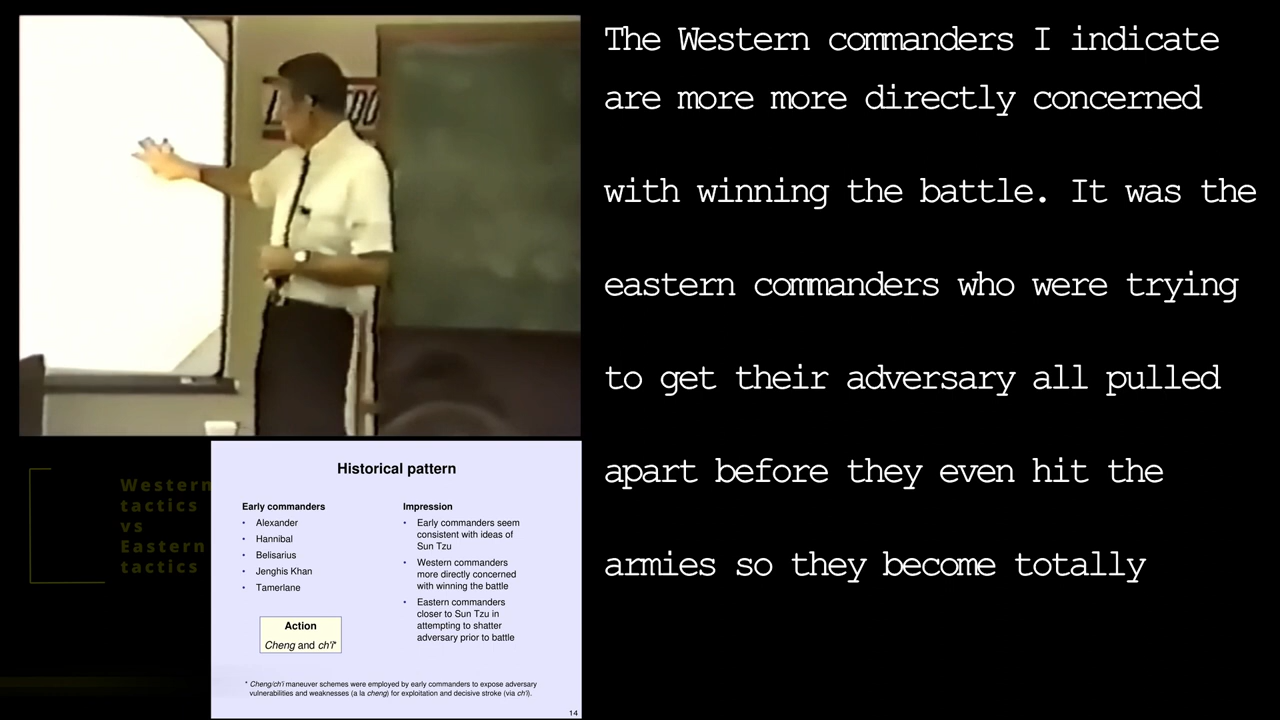 The Western commanders I indicate
are more more directly concerned
with winning the battle. It was the
eastern commanders who were trying
to get their adversary all pulled
apart before they even hit the
armies so they become totally
Western
tactics
vs
Eastern
tactics
Historical pattern
Early commanders
• Alexander
• Hannibal
• Belisarius
• Jenghis Khan
• Tamerlane
Action
Cheng and ch'i*
Impression
• Early commanders seem
consistent with ideas of
Sun Tzu
• Western commanders
more directly concerned
with winning the battle
• Eastern commanders
closer to Sun Tzu in
attempting to shatter
adversary prior to battle
* Cheng/ch'i maneuver schemes were employed by early commanders to expose adversary
vulnerabilities and weaknesses (a la cheng) for exploitation and decisive stroke (via ch'i).
14